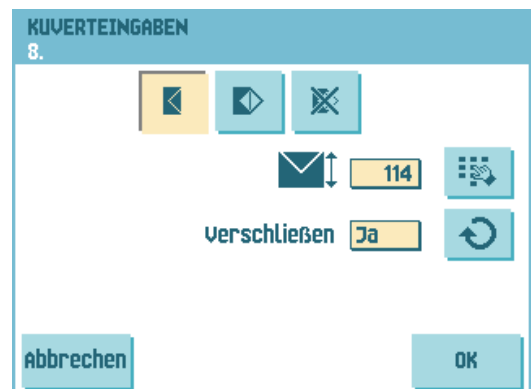 KUVERTEINGABEN
8.
114
Verschließen Ja
Abbrechen OK